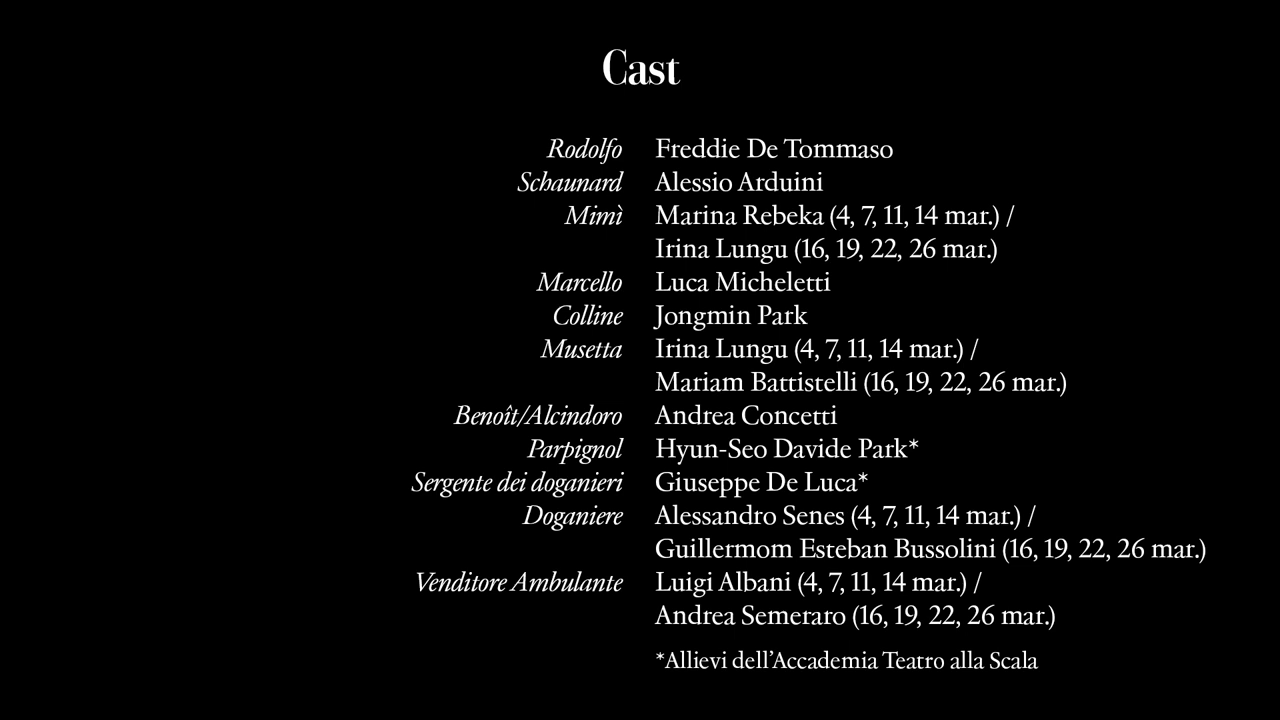 Cast
Rodolfo Freddie De Tommaso
Schaunard Alessio Arduini
Mimì Marina Rebeka (4, 7, 11, 14 mar.) /
Irina Lungu (16, 19, 22, 26 mar.)
Marcello Luca Micheletti
Colline Jongmin Park
Musetta Irina Lungu (4, 7, 11, 14 mar.) /
Mariam Battistelli (16, 19, 22, 26 mar.)
Benoît/Alcindoro Andrea Concetti
Parpignol Hyun-Seo Davide Park*
Sergente dei doganieri Giuseppe De Luca*
Doganiere Alessandro Senes (4, 7, 11, 14 mar.) /
Guillermom Esteban Bussolini (16, 19, 22, 26 mar.)
Venditore Ambulante Luigi Albani (4, 7, 11, 14 mar.) /
Andrea Semeraro (16, 19, 22, 26 mar.)
*Allievi dell’Accademia Teatro alla Scala